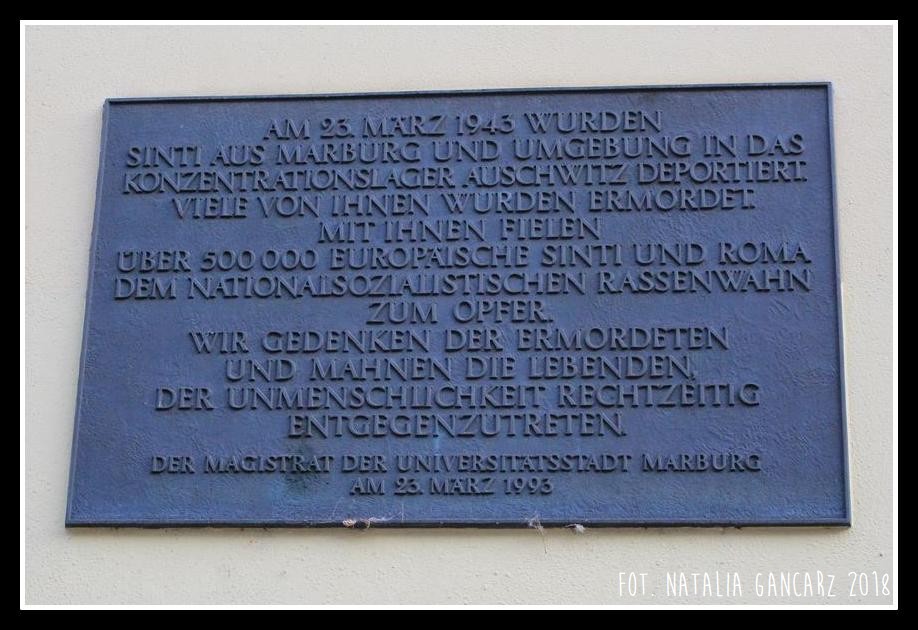 AM 23. MÄRZ 1943 WURDEN
SINTI AUS MARBURG UND UMGEBUNG IN DAS
KONZENTRATIONSLAGER AUSCHWITZ DEPORTIERT.
VIELE VON IHNEN WURDEN ERMORDET.
MIT IHNEN FIELEN
ÜBER 500 000 EUROPÄISCHE SINTI UND ROMA
DEM NATIONALSOZIALISTISCHEN RASSENWAHN
ZUM OPFER.
WIR GEDENKEN DER ERMORDETEN
UND MAHNEN DIE LEBENDEN,
DER UNMENSCHLICHKEIT RECHTZEITIG
ENTGEGENZUTRETEN.
DER MAGISTRAT DER UNIVERSITÄTSSTADT MARBURG
AM 23. MÄRZ 1993
FOT. NATALIA GANCARZ 2018